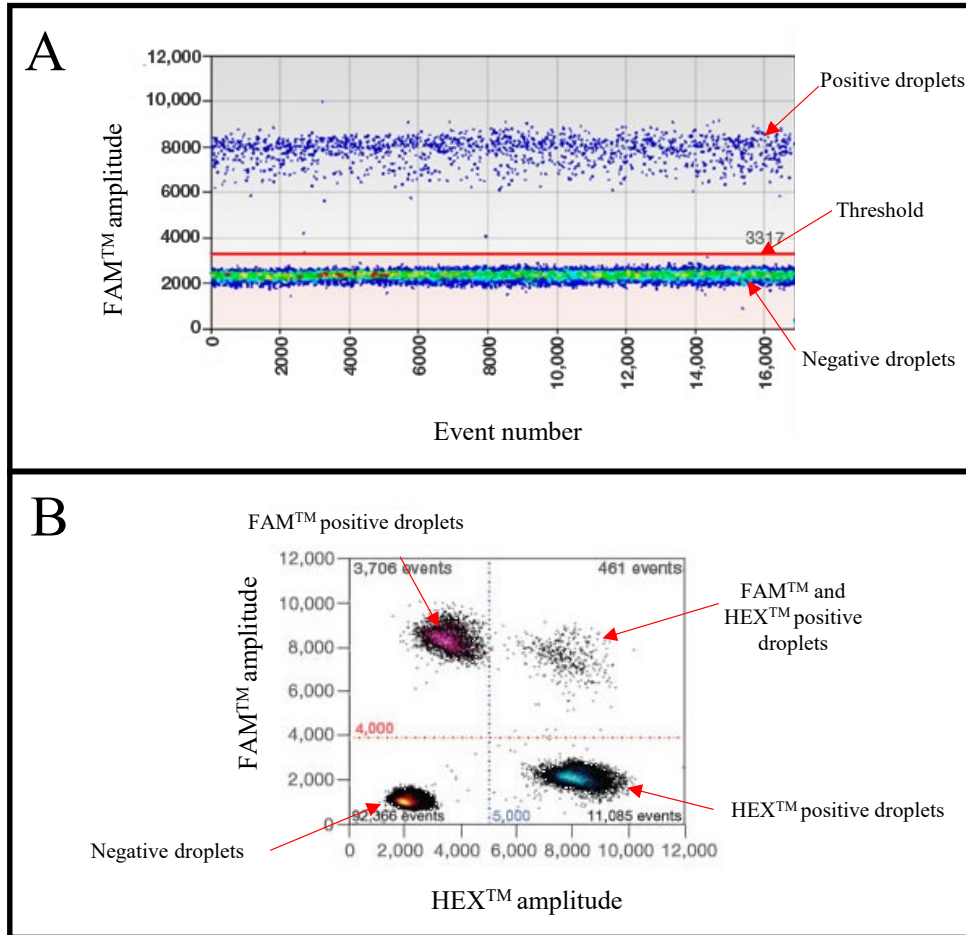 A
12,000
10,000
8000
6000
4000
2000
0
FAM™ amplitude
Positive droplets
Threshold
3317
Negative droplets
0
2000
4000
6000
8000
10,000
12,000
14,000
16,000
Event number
B
FAM™ positive droplets
12,000
10,000
8,000
6,000
4,000
2,000
0
FAM™ amplitude
3,706 events
461 events
FAM™ and
HEX™ positive
droplets
4,000
92,366 events
5,000
11,085 events
HEX™ positive droplets
Negative droplets
0
2,000
4,000
6,000
8,000
10,000
12,000
HEX™ amplitude